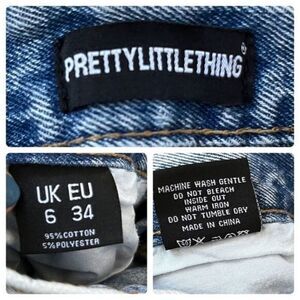 PRETTYLITTLETHING
UK EU
6 34
95%COTTON
5%POLYESTER
MACHINE WASH GENTLE
DO NOT BLEACH
INSIDE OUT
WARM IRON
DO NOT TUMBLE DRY
MADE IN CHINA